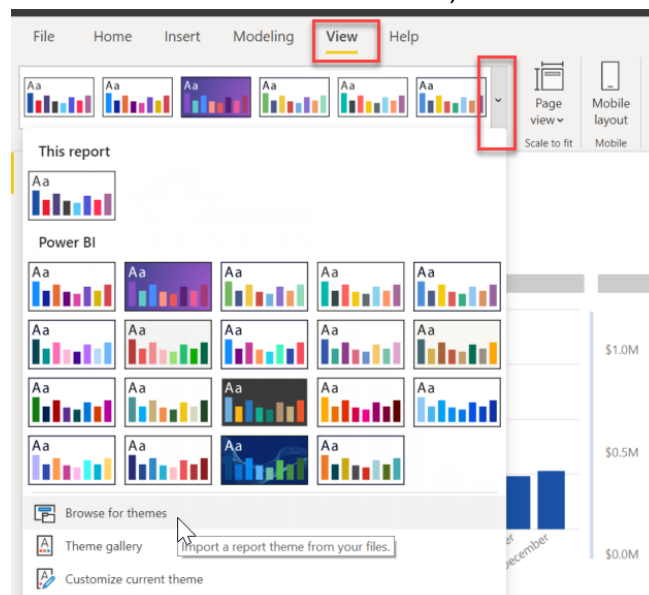 File Home Insert Modeling View Help
Aa Aa Aa Aa Aa Aa
Page view
Mobile layout
Scale to fit Mobile
This report
Aa
Power BI
Aa Aa Aa Aa Aa
Aa Aa Aa Aa Aa
Aa Aa Aa Aa Aa
Aa Aa Aa Aa
$1.0M
$0.5M
$0.0M
Browse for themes
Import a report theme from your files.
Theme gallery
Customize current theme